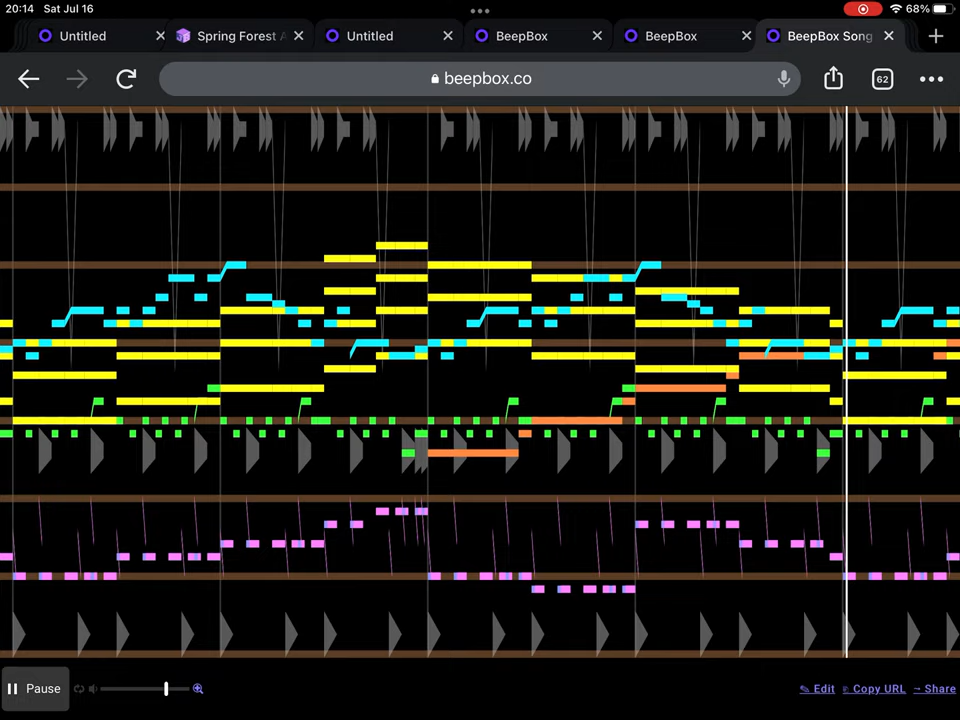 20:14 Sat Jul 16 68%
Untitled Spring Forest A Untitled BeepBox BeepBox BeepBox Song
beepbox.co 62
Pause Edit Copy URL Share